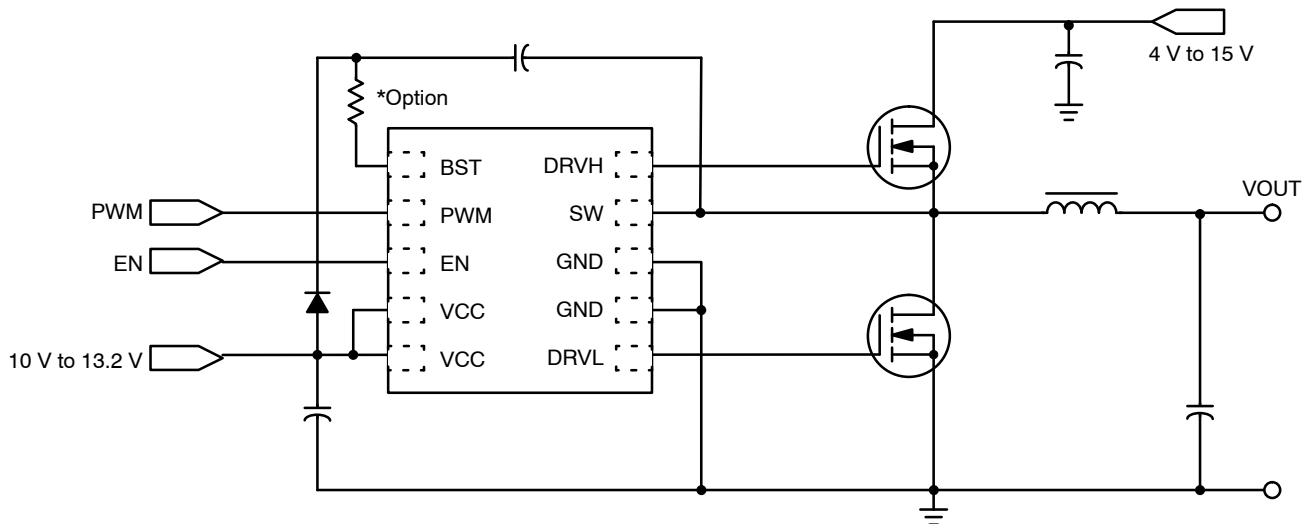 4 V to 15 V
*Option
BST
DRVH
PWM
PWM
SW
VOUT
EN
EN
GND
VCC
GND
10 V to 13.2 V
VCC
DRVL